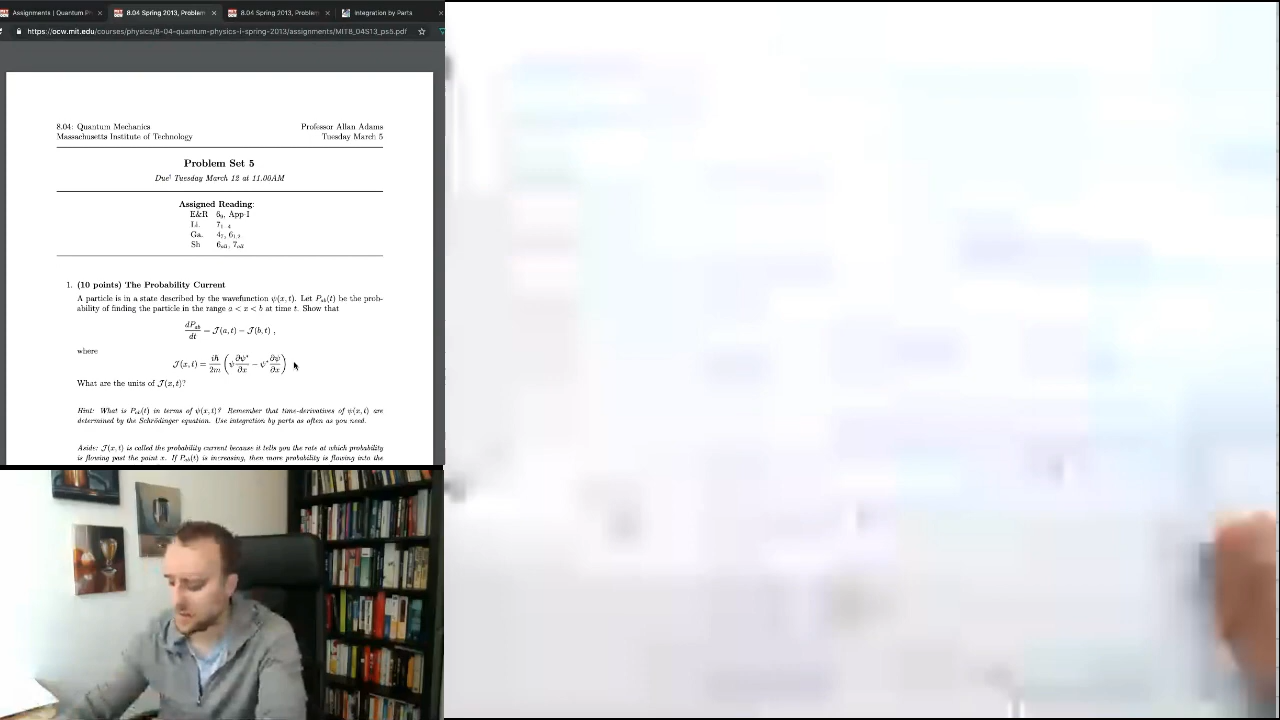 Assignments | Quantum P
8.04 Spring 2013, Problem
8.04 Spring 2013, Problem
Integration by Parts
https://ocw.mit.edu/courses/physics/8-04-quantum-physics-i-spring-2013/assignments/MIT8_04S13_ps5.pdf
8.04: Quantum Mechanics Professor Allan Adams
Massachusetts Institute of Technology Tuesday March 5
Problem Set 5
Due Tuesday March 12 at 11.00AM
Assigned Reading:
E&R 6, App-I
Li. 7
Ga. 4, 6
Sh 6, 7
1. (10 points) The Probability Current
A particle is in a state described by the wavefunction ψ(x, t). Let P_ab(t) be the prob-
ability of finding the particle in the range a < x < b at time t. Show that
dP_ab/dt = J(a, t) − J(b, t) ,
where
J(x, t) = iħ/2m (ψ ∂ψ*/∂x − ψ* ∂ψ/∂x)
What are the units of J(x, t)?
Hint: What is P_ab(t) in terms of ψ(x, t)? Remember that time-derivatives of ψ(x, t) are
determined by the Schrödinger equation. Use integration by parts as often as you need.
Aside: J(x, t) is called the probability current because it tells you the rate at which probability
is flowing past the point x. If P_ab(t) is increasing, then more probability is flowing into the